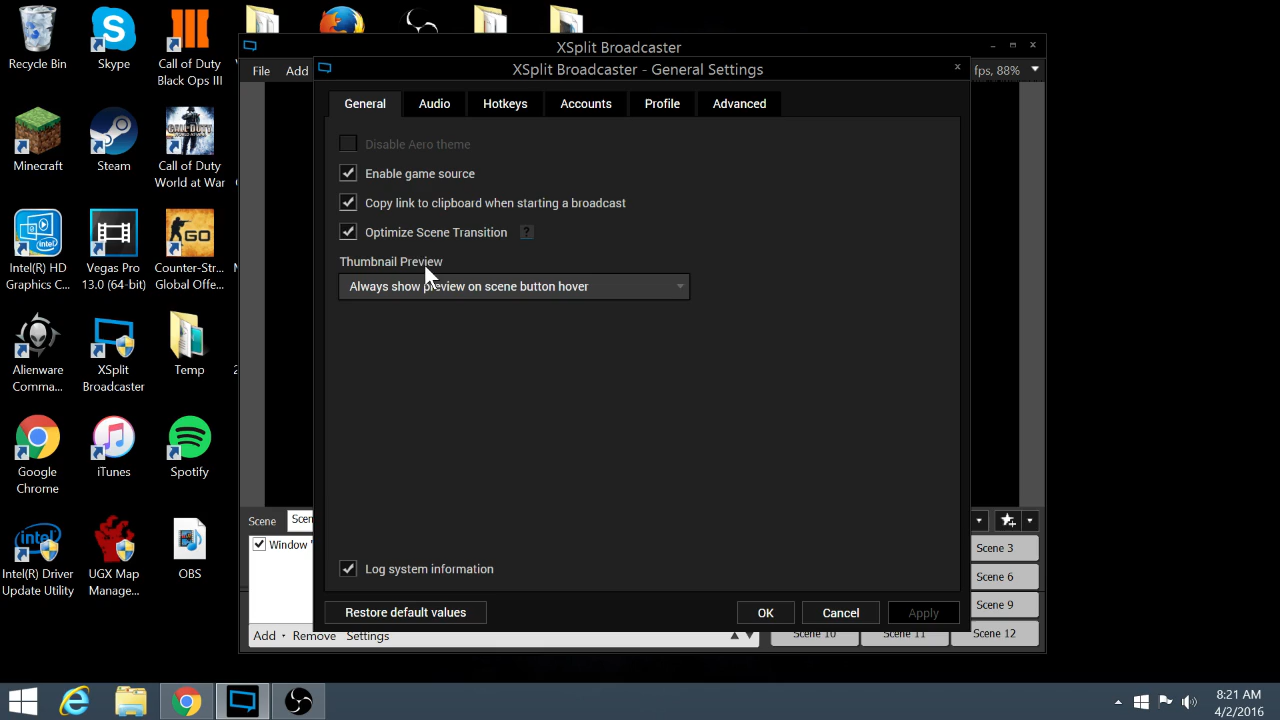 Recycle Bin
Skype
Call of Duty
Black Ops III
Minecraft
Steam
Call of Duty
World at War
Intel(R) HD
Graphics C...
Vegas Pro
13.0 (64-bit)
Counter-Str...
Global Offe...
GO
Alienware
Comma...
XSplit
Broadcaster
Temp
Google
Chrome
iTunes
Spotify
Intel(R) Driver
Update Utility
UGX Map
Manage...
OBS
XSplit Broadcaster
File Add
fps, 88%
XSplit Broadcaster - General Settings
General Audio Hotkeys Accounts Profile Advanced
Disable Aero theme
Enable game source
Copy link to clipboard when starting a broadcast
Optimize Scene Transition ?
Thumbnail Preview
Always show preview on scene button hover
Log system information
Restore default values OK Cancel Apply
Scene Scen
Window '
Add Remove Settings
Scene 3
Scene 6
Scene 9
Scene 10 Scene 11 Scene 12
8:21 AM
4/2/2016